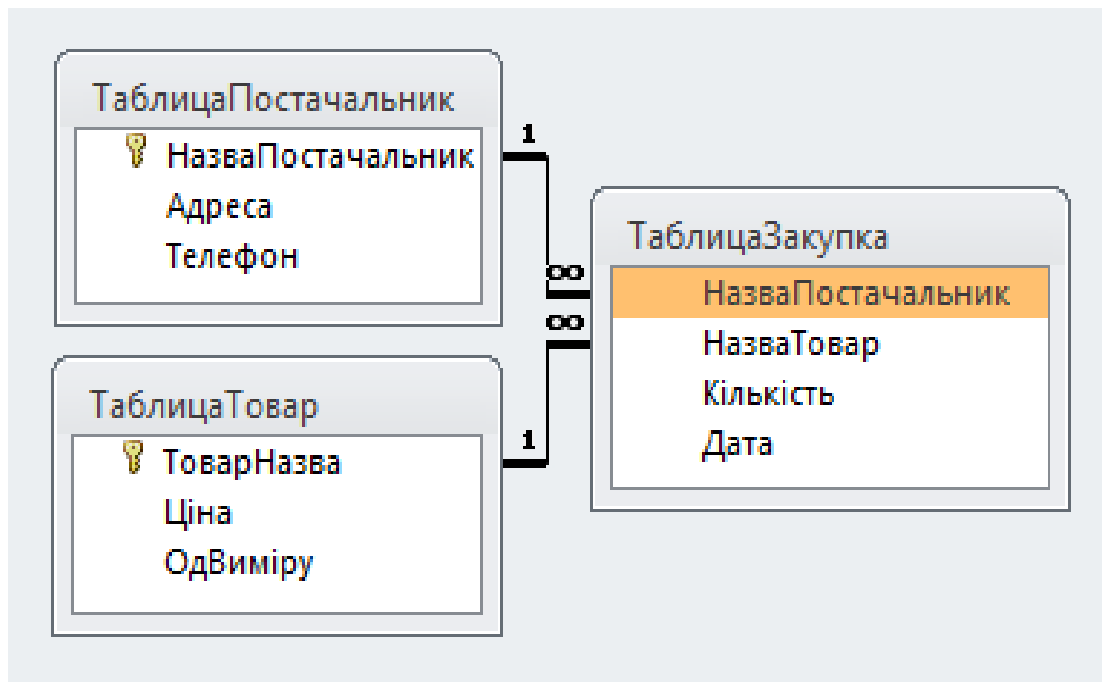 ТаблицаПостачальник
НазваПостачальник
Адреса
Телефон
1
∞
ТаблицаЗакупка
НазваПостачальник
НазваТовар
Кількість
Дата
∞
1
ТаблицаТовар
ТоварНазва
Ціна
ОдВиміру